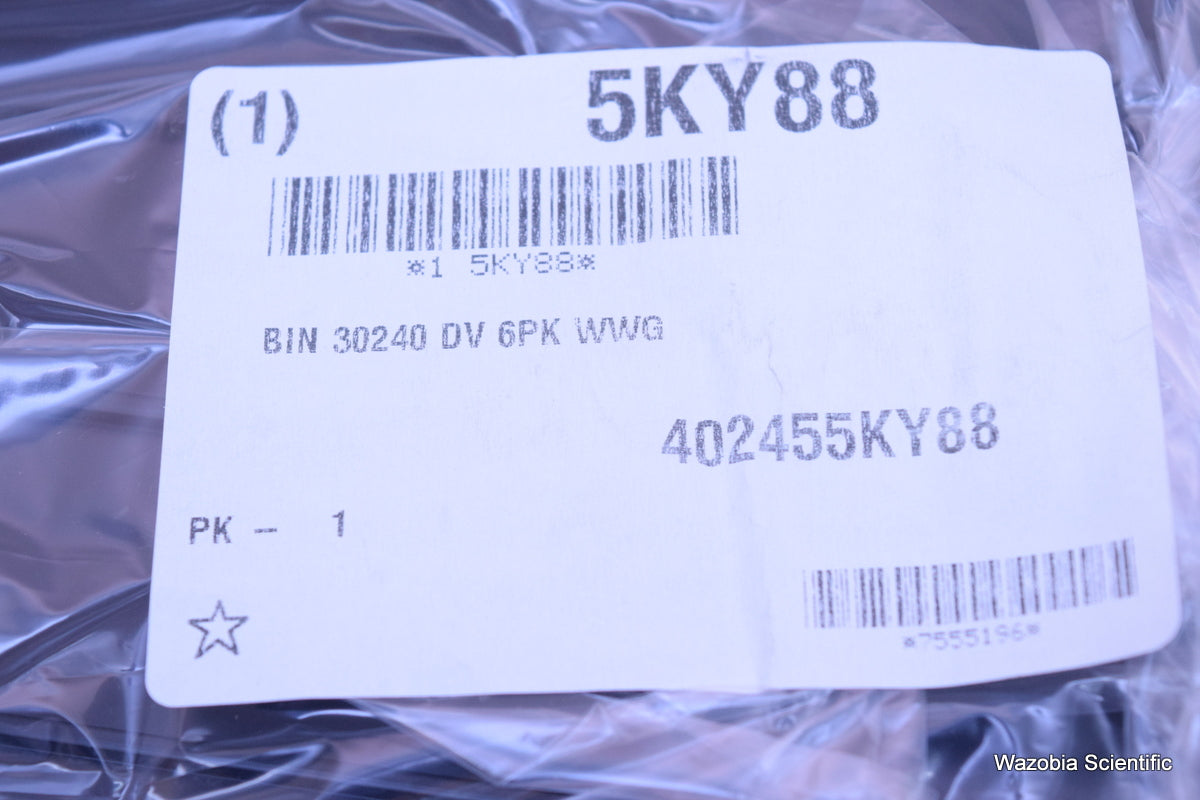 (1) 5KY88
*1 5KY88*
BIN 30240 DV 6PK WWG
402455KY88
PK - 1
*7555196*
Wazobia Scientific